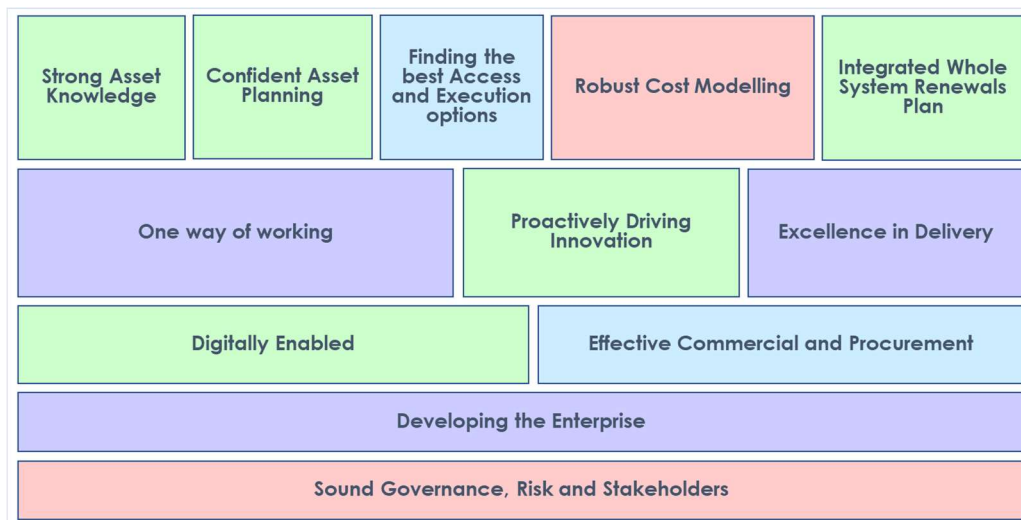 Strong Asset
Knowledge
Confident Asset
Planning
Finding the
best Access
and Execution
options
Robust Cost Modelling
Integrated Whole
System Renewals
Plan
One way of working
Proactively Driving
Innovation
Excellence in Delivery
Digitally Enabled
Effective Commercial and Procurement
Developing the Enterprise
Sound Governance, Risk and Stakeholders